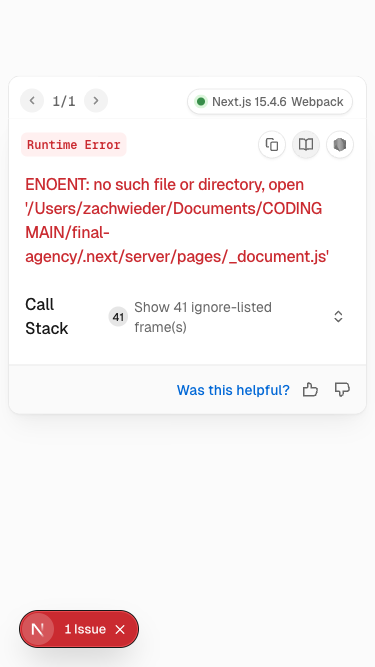 1/1
Next.js 15.4.6 Webpack
Runtime Error
ENOENT: no such file or directory, open
'/Users/zachwieder/Documents/CODING
MAIN/final-
agency/.next/server/pages/_document.js'
Call
Stack
41
Show 41 ignore-listed
frame(s)
Was this helpful?
N
1 Issue